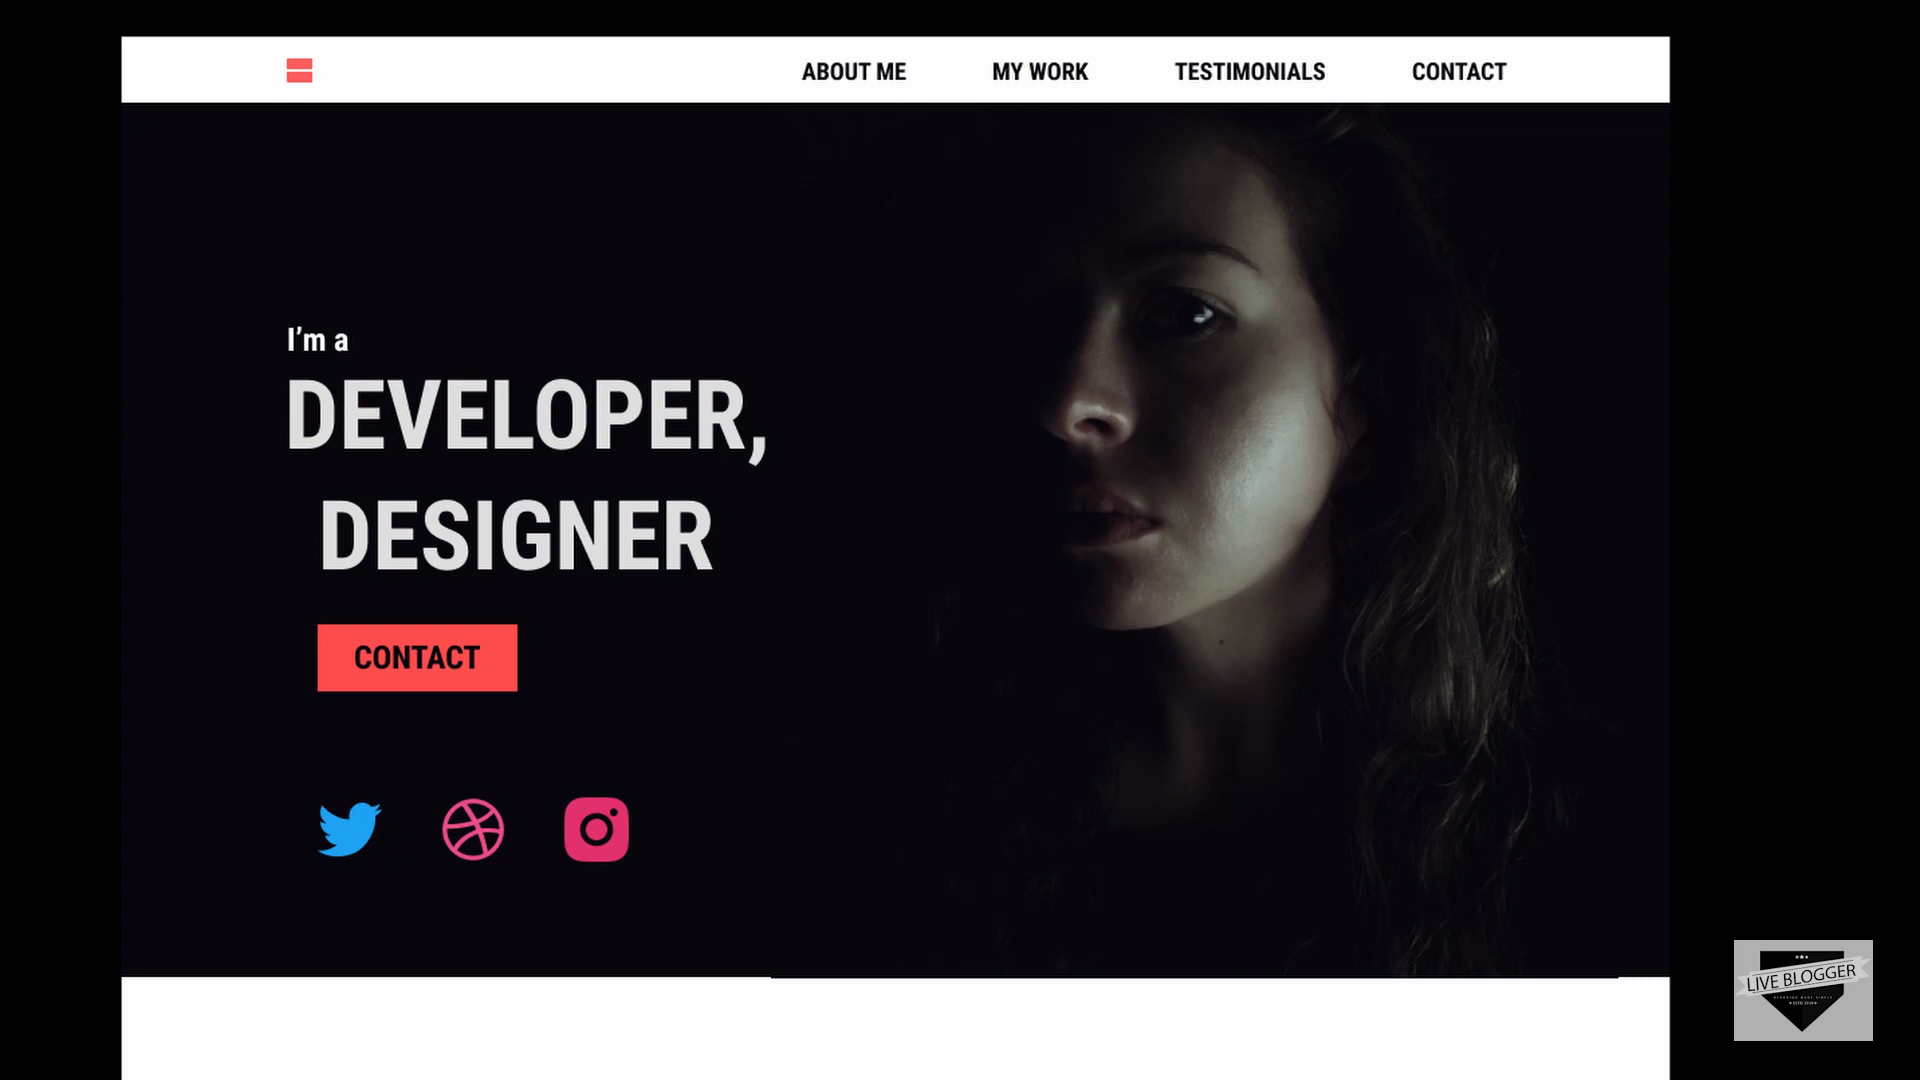 ABOUT ME MY WORK TESTIMONIALS CONTACT
I’m a
DEVELOPER,
DESIGNER
CONTACT
LIVE BLOGGER